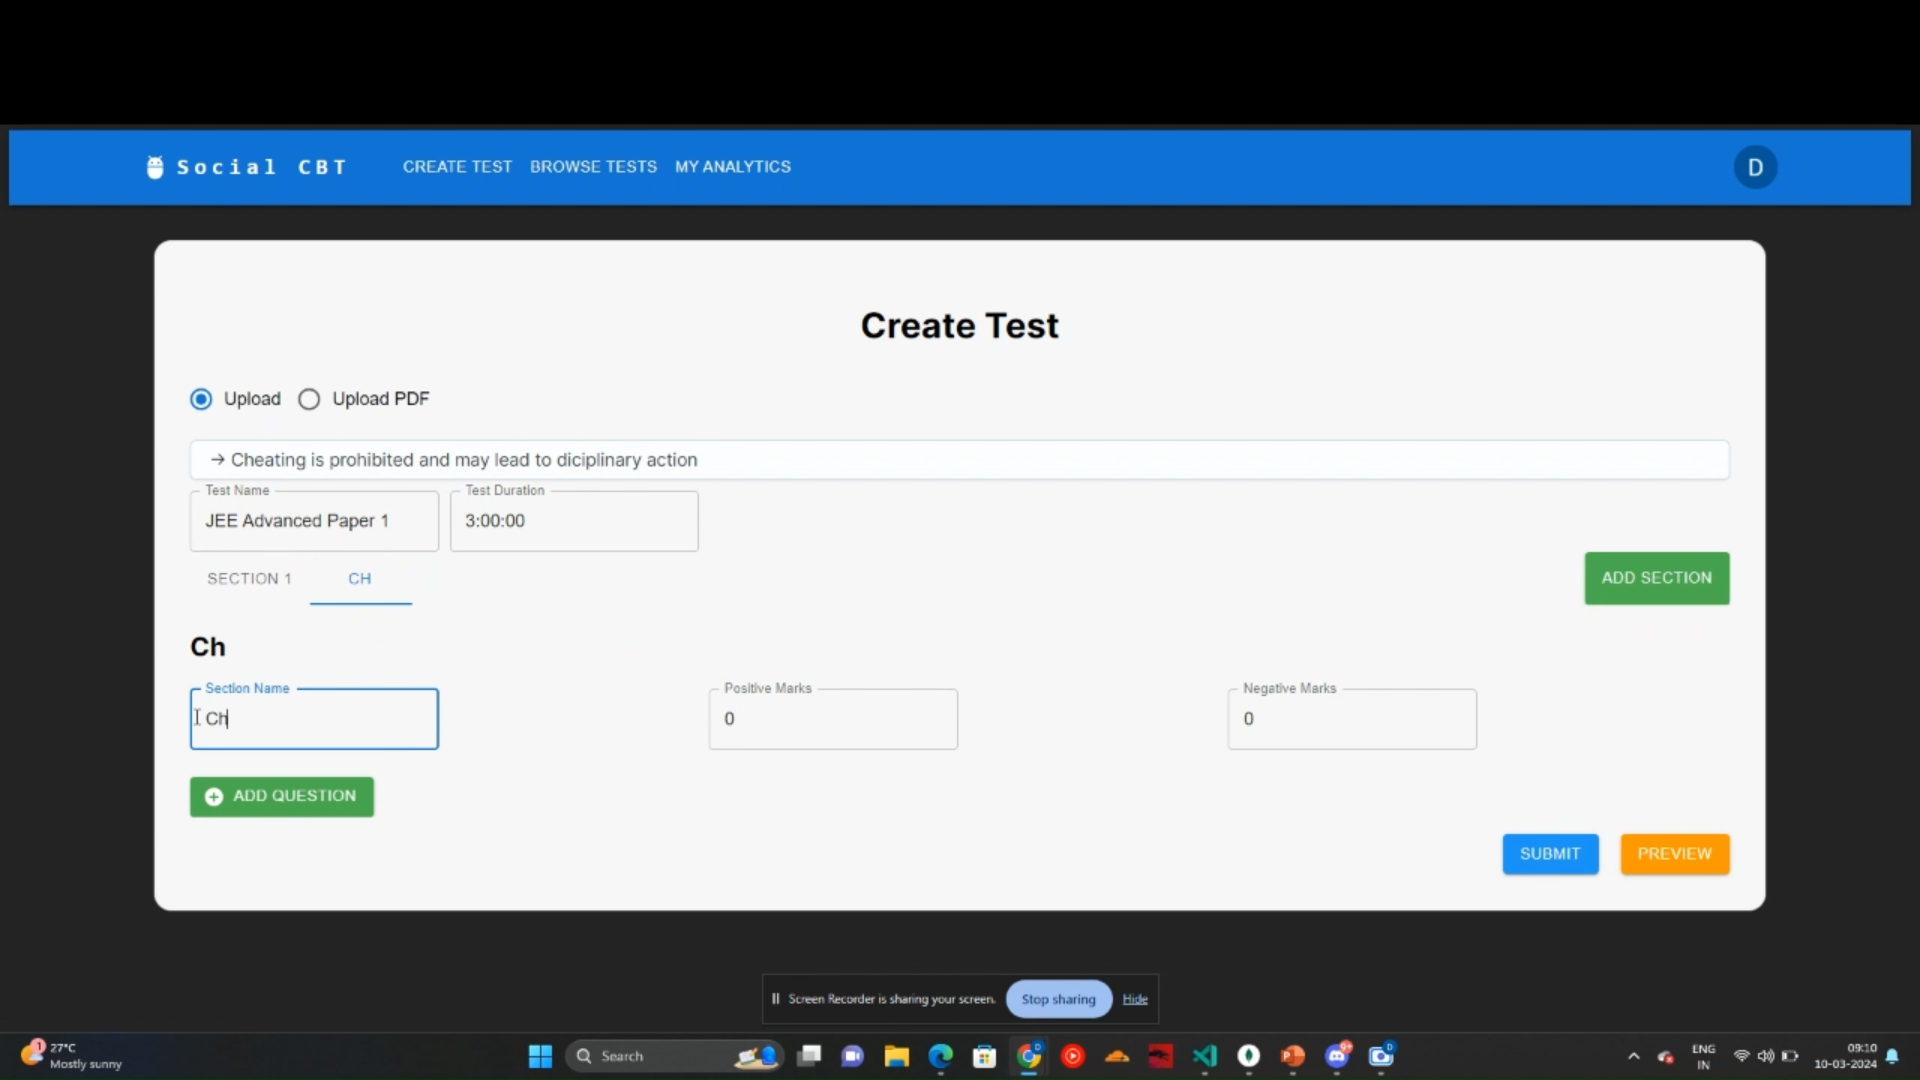 Social CBT
CREATE TEST BROWSE TESTS MY ANALYTICS
D
Create Test
Upload Upload PDF
→ Cheating is prohibited and may lead to diciplinary action
Test Name Test Duration
JEE Advanced Paper 1 3:00:00
SECTION 1 CH ADD SECTION
Ch
Section Name Positive Marks Negative Marks
Ch 0 0
ADD QUESTION
SUBMIT PREVIEW
Screen Recorder is sharing your screen. Stop sharing Hide
1
27°C
Mostly sunny
Search
D
9+
D
ENG
IN
09:10
10-03-2024